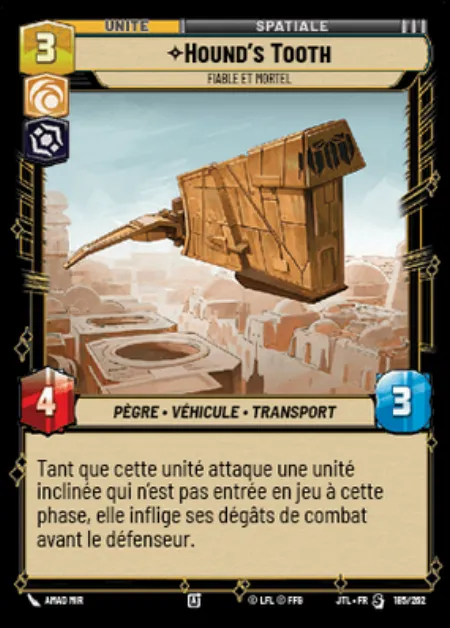 UNITÉ
SPATIALE
3
Hound's Tooth
FIABLE ET MORTEL
4
PÈGRE • VÉHICULE • TRANSPORT
3
Tant que cette unité attaque une unité
inclinée qui n'est pas entrée en jeu à cette
phase, elle inflige ses dégâts de combat
avant le défenseur.
AMAD MIR
© LFL © FFG
JTL • FR
185/262